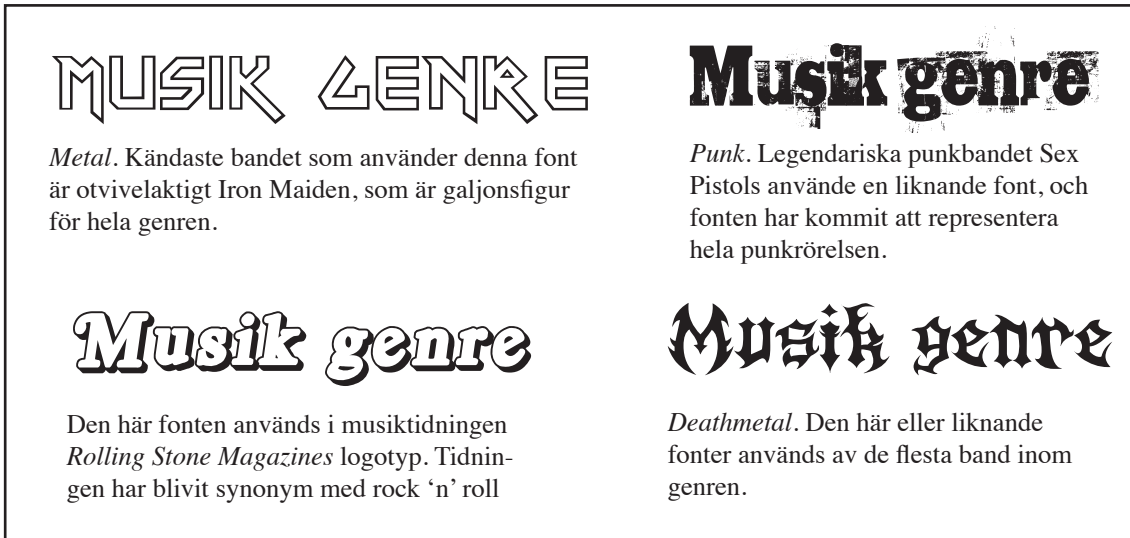 MUSIK GENRE
Metal. Kändaste bandet som använder denna font
är otvivelaktigt Iron Maiden, som är galjonsfigur
för hela genren.
Musik genre
Punk. Legendariska punkbandet Sex
Pistols använde en liknande font, och
fonten har kommit att representera
hela punkrörelsen.
Musik genre
Den här fonten används i musiktidningen
Rolling Stone Magazines logotyp. Tidnin-
gen har blivit synonym med rock ‘n’ roll
Musik genre
Deathmetal. Den här eller liknande
fonter används av de flesta band inom
genren.